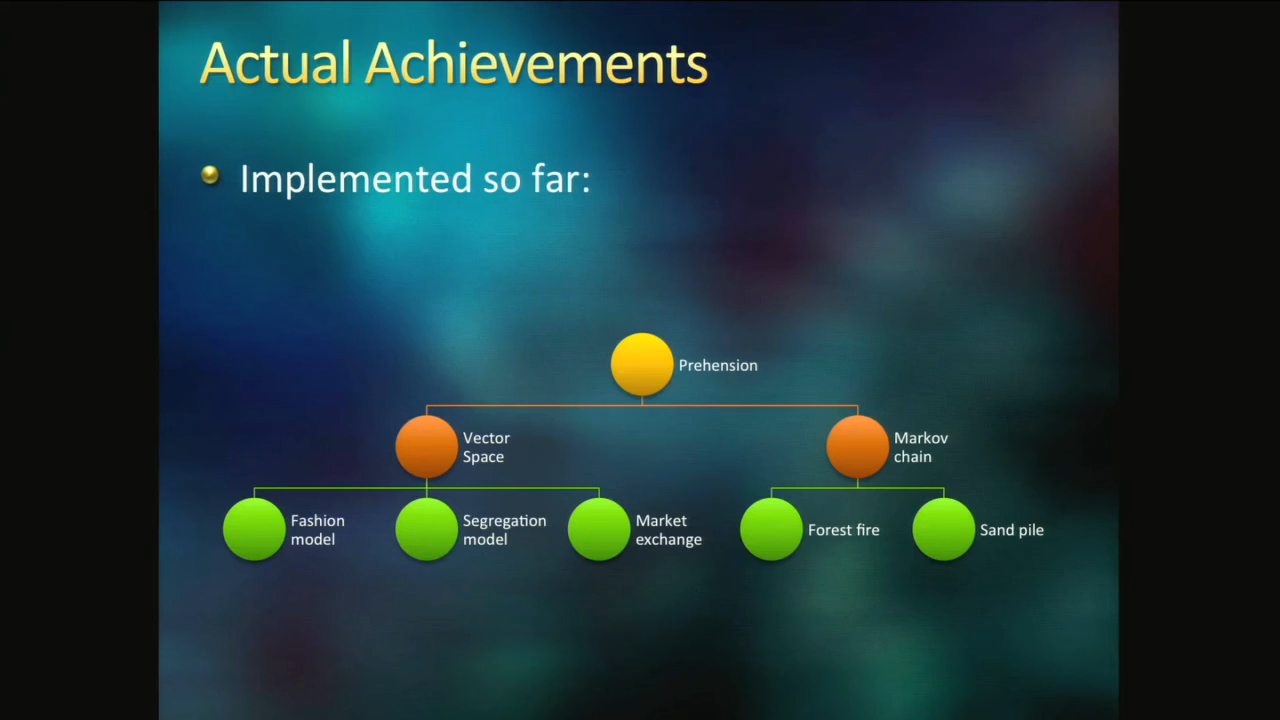 Actual Achievements
Implemented so far:
Prehension
Vector
Space
Markov
chain
Fashion
model
Segregation
model
Market
exchange
Forest fire
Sand pile